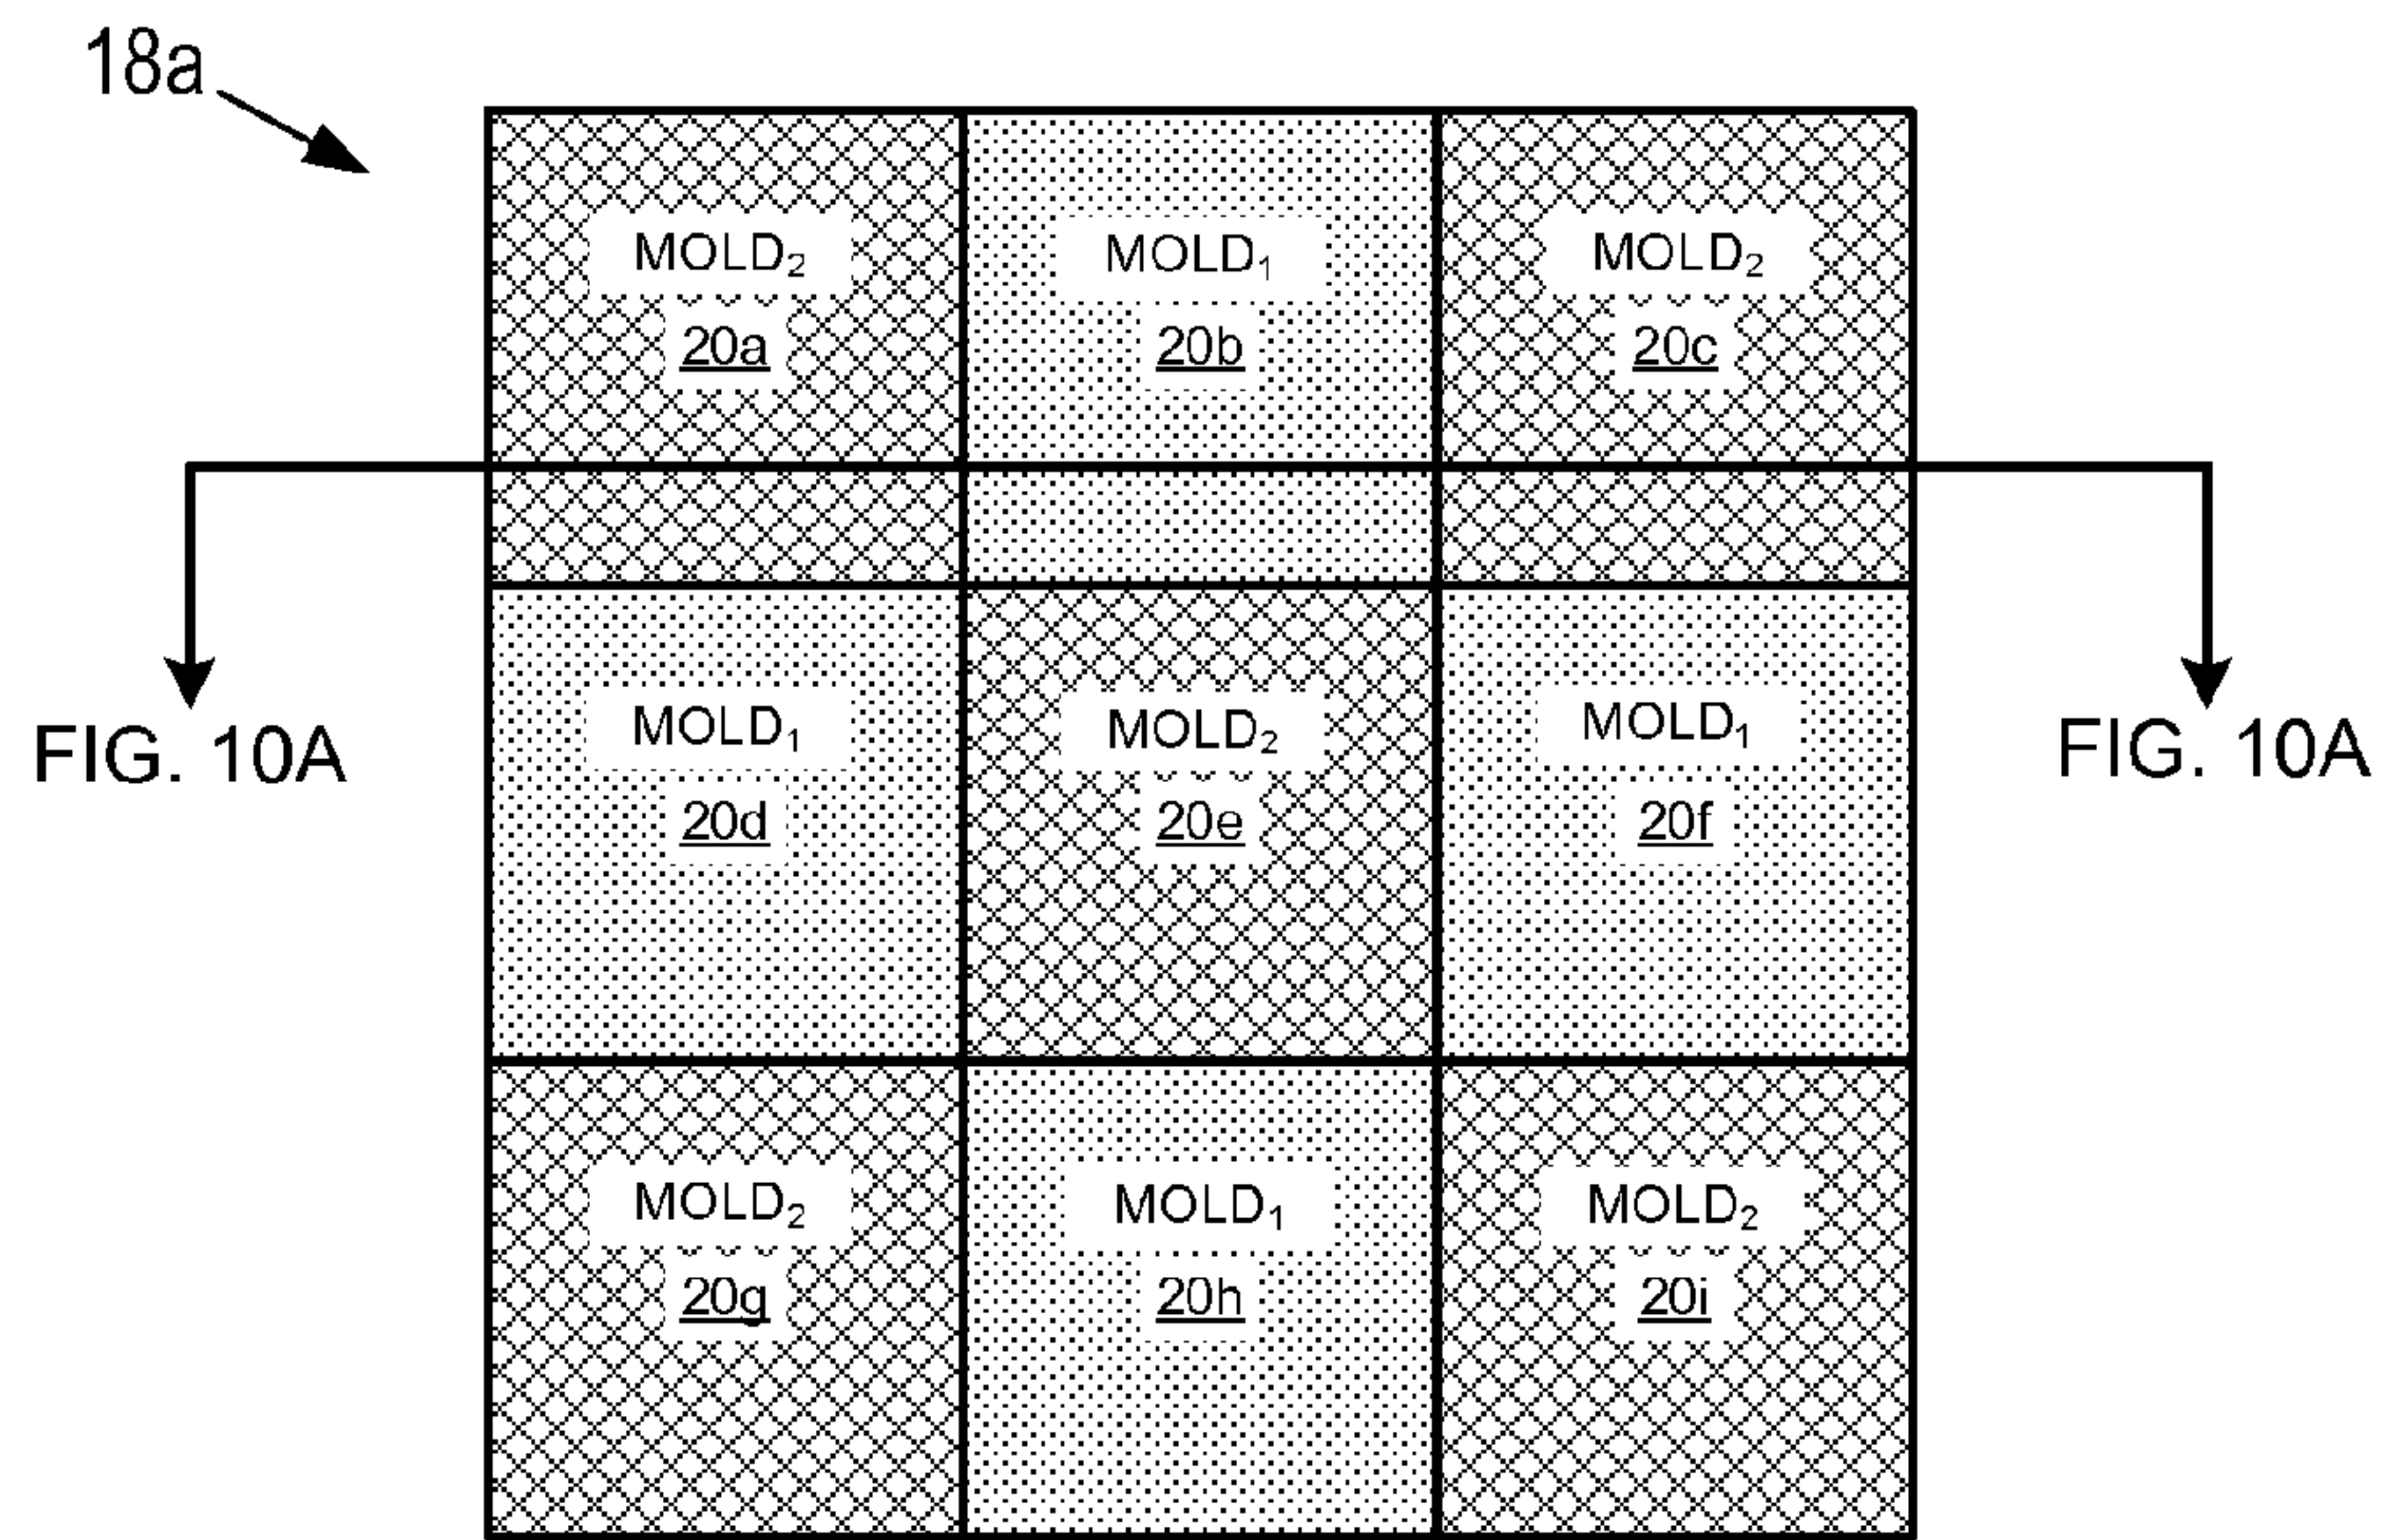 18a
MOLD₂ MOLD₁ MOLD₂
20a 20b 20c
MOLD₁ MOLD₂ MOLD₁
FIG. 10A FIG. 10A
20d 20e 20f
MOLD₂ MOLD₁ MOLD₂
20g 20h 20i